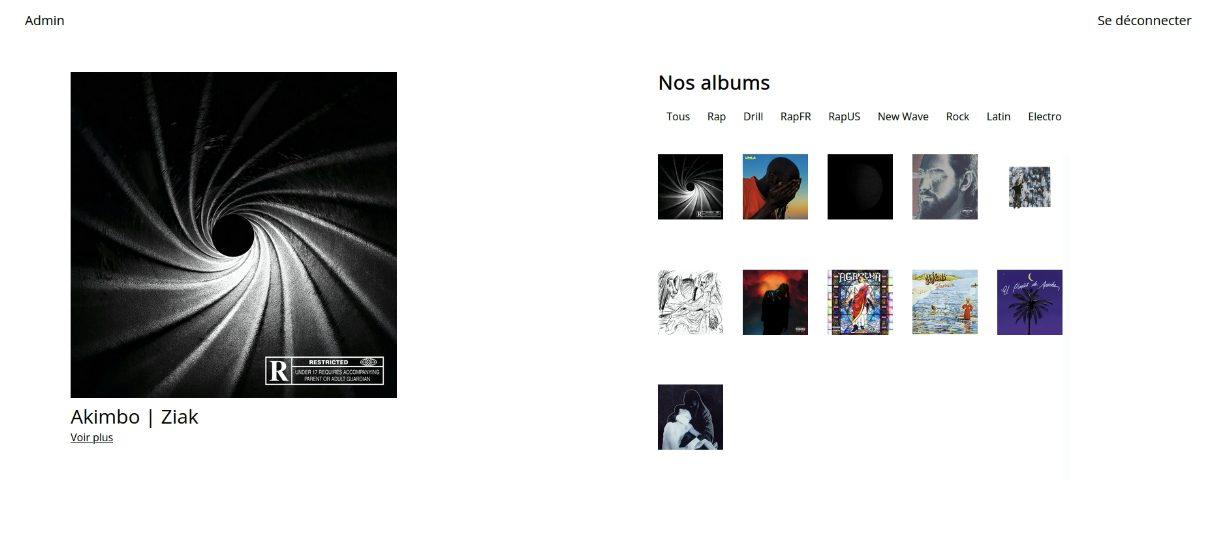 Admin
Se déconnecter
R
RESTRICTED
UNDER 17 REQUIRES ACCOMPANYING
PARENT OR ADULT GUARDIAN
Akimbo | Ziak
Voir plus
Nos albums
Tous Rap Drill RapFR RapUS New Wave Rock Latin Electro